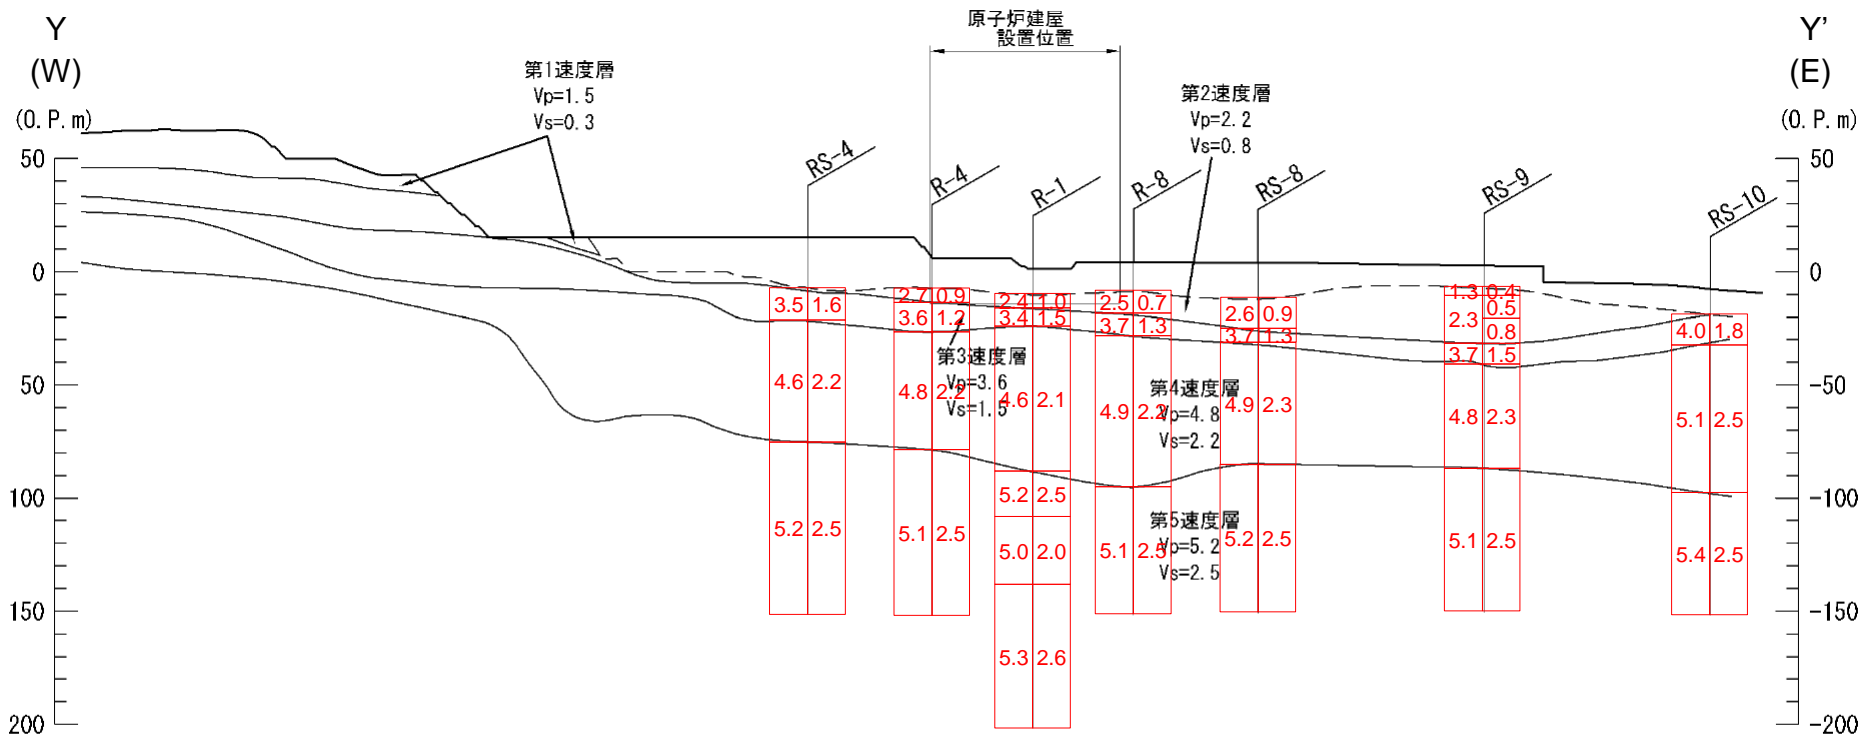 Y
(W)
(O.P.m)
Y'
(E)
(O.P.m)
原子炉建屋
設置位置
第1速度層
Vp=1.5
Vs=0.3
第2速度層
Vp=2.2
Vs=0.8
RS-4
R-4
R-1
R-8
RS-8
RS-9
RS-10
50
0
50
100
150
200
50
0
-50
-100
-150
-200
3.5 1.6
4.6 2.2
5.2 2.5
2.7 0.9
3.6 1.2
4.8 2.2
5.1 2.5
2.4 1.0
3.4 1.5
4.6 2.1
5.2 2.5
5.0 2.0
5.3 2.6
2.5 0.7
3.7 1.3
4.9 2.2
5.1 2.5
2.6 0.9
3.7 1.3
4.9 2.3
5.2 2.5
1.3 0.4
0.5
2.3
0.8
3.7 1.5
4.8 2.3
5.1 2.5
4.0 1.8
5.1 2.5
5.4 2.5
第3速度層
Vp=3.6
Vs=1.5
第4速度層
Vp=4.8
Vs=2.2
第5速度層
Vp=5.2
Vs=2.5